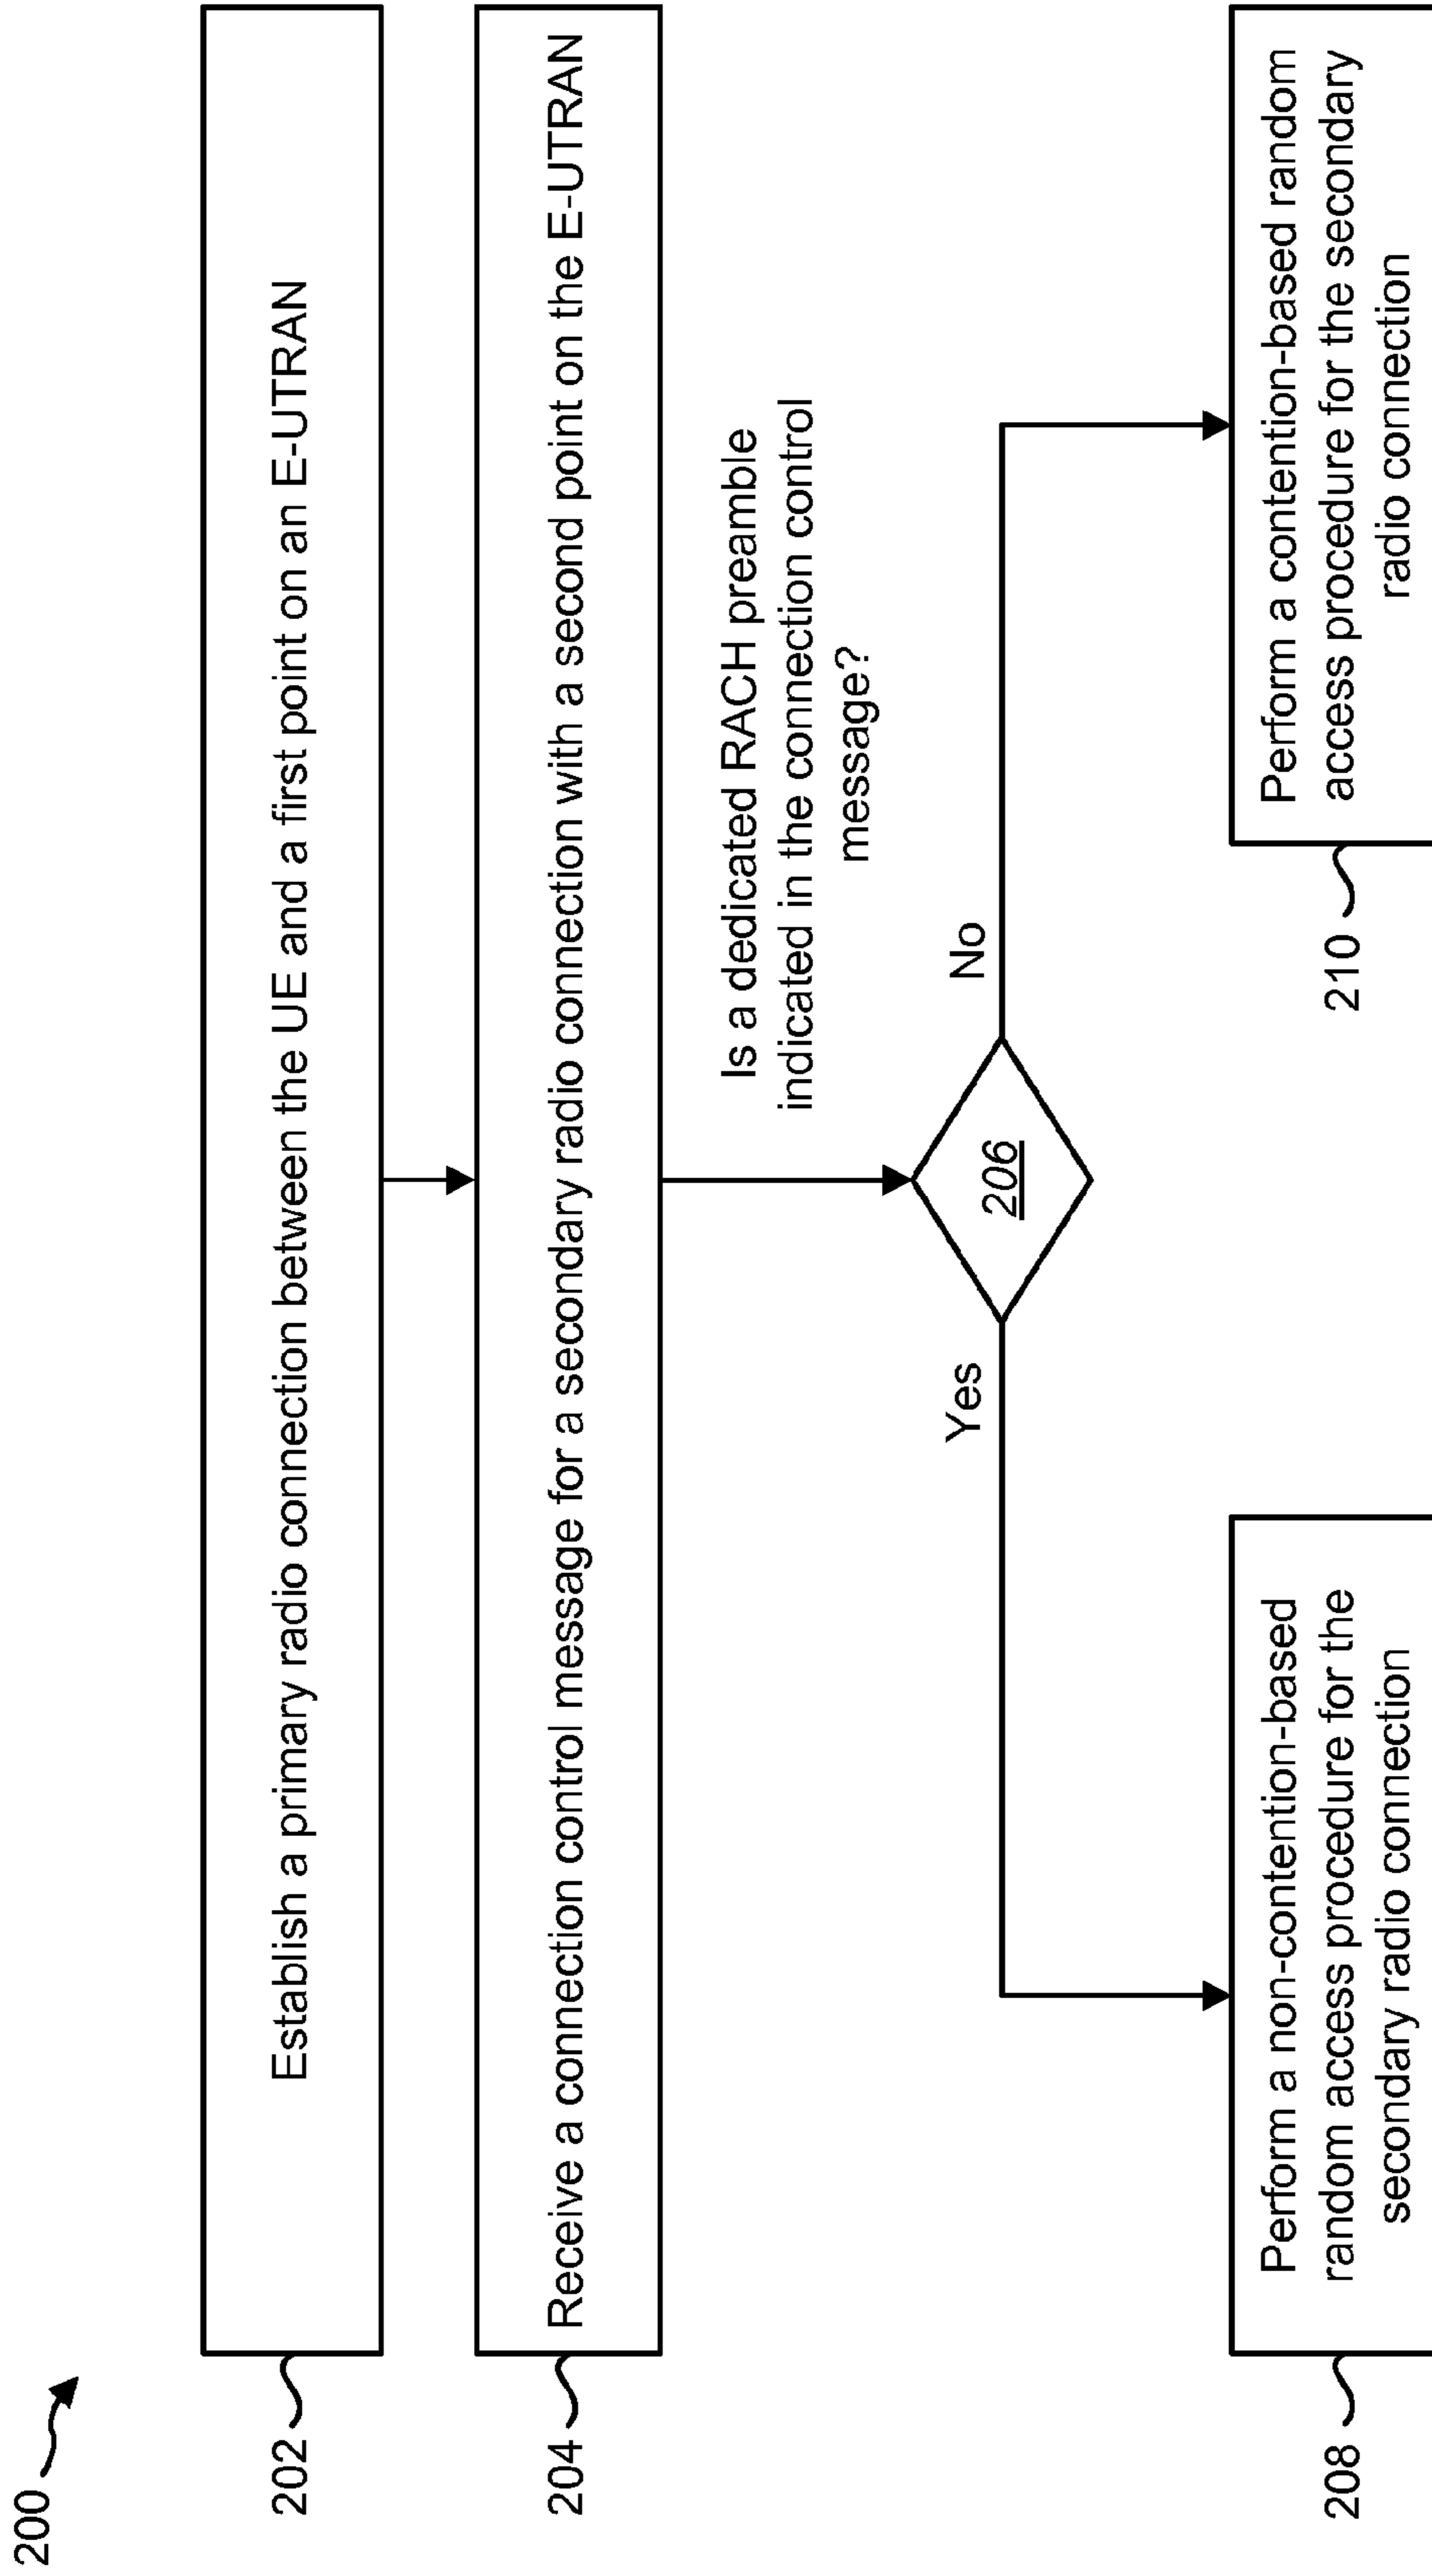 200
202
Establish a primary radio connection between the UE and a first point on an E-UTRAN
204
Receive a connection control message for a secondary radio connection with a second point on the E-UTRAN
Is a dedicated RACH preamble
indicated in the connection control
message?
206
Yes
No
208
Perform a non-contention-based
random access procedure for the
secondary radio connection
210
Perform a contention-based random
access procedure for the secondary
radio connection